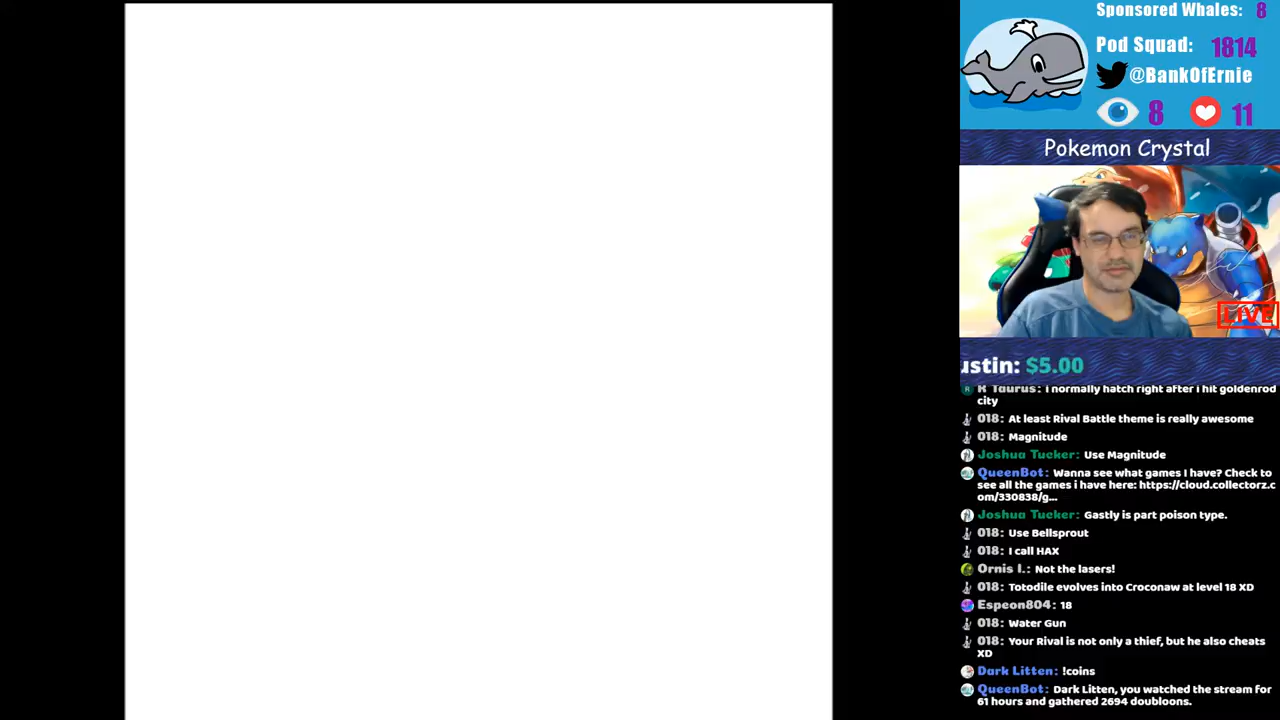 Sponsored Whales: 8
Pod Squad: 1814
@BankOfErnie
8 11
Pokemon Crystal
LIVE
ustin: $5.00
R Taurus: I normally hatch right after i hit goldenrod
city
018: At least Rival Battle theme is really awesome
018: Magnitude
Joshua Tucker: Use Magnitude
QueenBot: Wanna see what games I have? Check to
see all the games i have here: https://cloud.collectorz.c
om/330838/g...
Joshua Tucker: Gastly is part poison type.
018: Use Bellsprout
018: I call HAX
Ornis I.: Not the lasers!
018: Totodile evolves into Croconaw at level 18 XD
Espeon804: 18
018: Water Gun
018: Your Rival is not only a thief, but he also cheats
XD
Dark Litten: !coins
QueenBot: Dark Litten, you watched the stream for
61 hours and gathered 2694 doubloons.